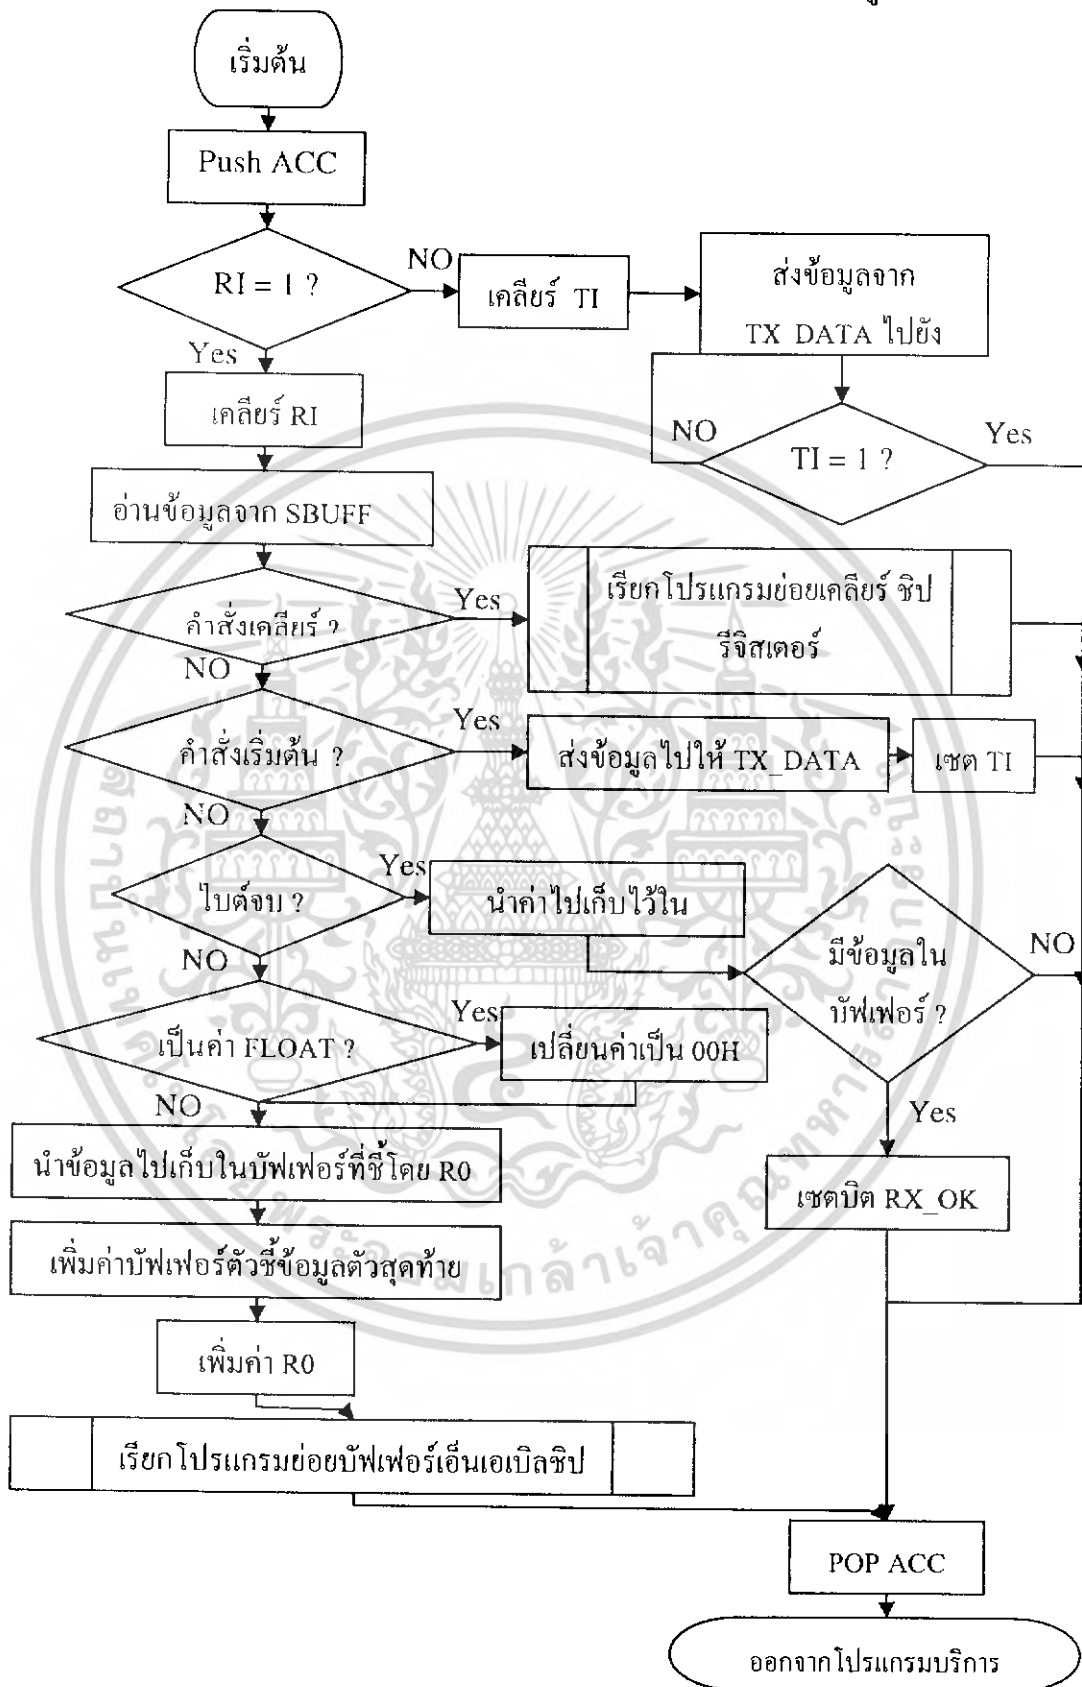 เริ่มต้น
Push ACC
RI = 1 ?
NO
เคลียร์ TI
ส่งข้อมูลจาก
TX DATA ไปยัง
Yes
เคลียร์ RI
NO
TI = 1 ?
Yes
อ่านข้อมูลจาก SBUFF
คำสั่งเคลียร์ ?
Yes
เรียกโปรแกรมย่อยเคลียร์ ชิป
รีจิสเตอร์
NO
คำสั่งเริ่มต้น ?
Yes
ส่งข้อมูลไปให้ TX_DATA
เซต TI
NO
ไบต์จบ ?
Yes
นำค่าไปเก็บไว้ใน
มีข้อมูลใน
บัฟเฟอร์ ?
NO
NO
เป็นค่า FLOAT ?
Yes
เปลี่ยนค่าเป็น 00H
NO
Yes
นำข้อมูลไปเก็บในบัฟเฟอร์ที่ชี้โดย R0
เซตบิต RX_OK
เพิ่มค่าบัฟเฟอร์ตัวชี้ข้อมูลตัวสุดท้าย
เพิ่มค่า R0
เรียกโปรแกรมย่อยบัฟเฟอร์เอ็นเอเบิลชิป
POP ACC
ออกจากโปรแกรมบริการ